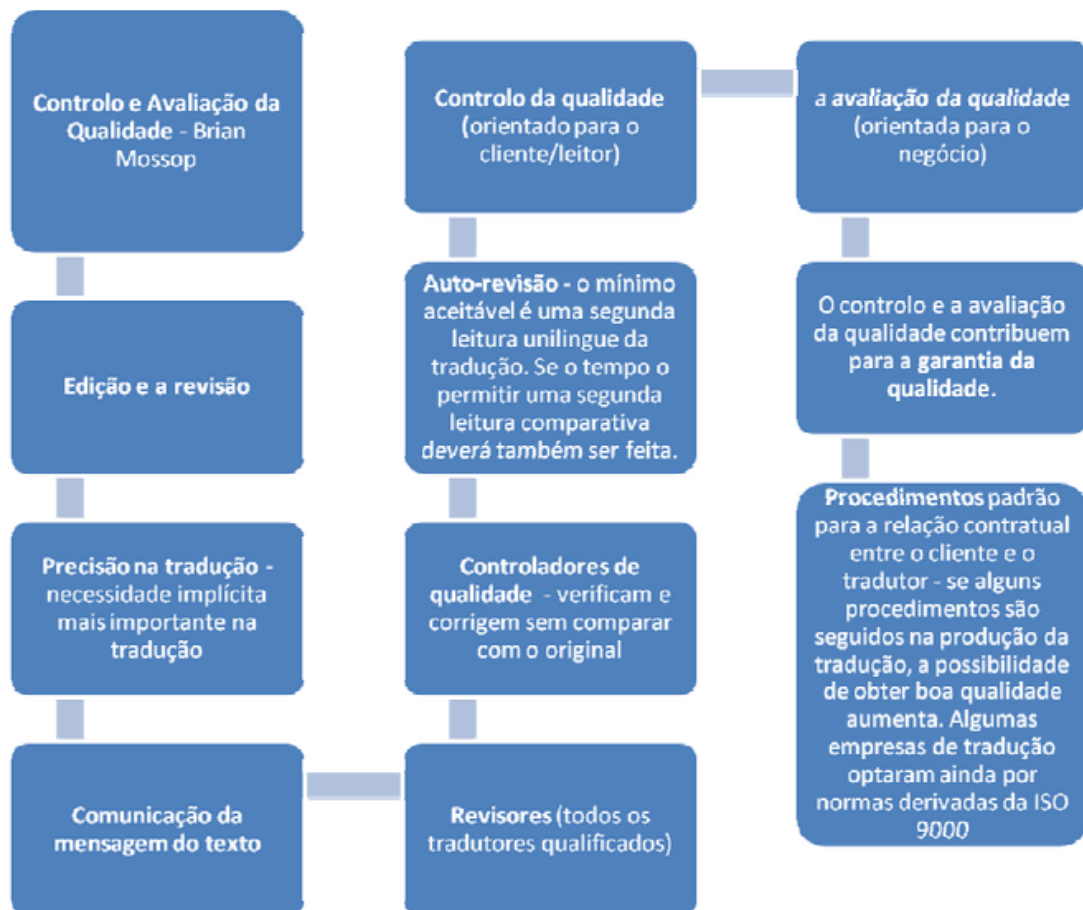 Controlo e Avaliação da
Qualidade - Brian
Mossop
Edição e a revisão
Precisão na tradução -
necessidade implícita
mais importante na
tradução
Comunicação da
mensagem do texto
Revisores (todos os
tradutores qualificados)
Controladores de
qualidade - verificam e
corrigem sem comparar
com o original
Auto-revisão - o mínimo
aceitável é uma segunda
leitura unilingue da
tradução. Se o tempo o
permitir uma segunda
leitura comparativa
deverá também ser feita.
Controlo da qualidade
(orientado para o
cliente/leitor)
a avaliação da qualidade
(orientada para o
negócio)
O controlo e a avaliação
da qualidade contribuem
para a garantia da
qualidade.
Procedimentos padrão
para a relação contratual
entre o cliente e o
tradutor - se alguns
procedimentos são
seguidos na produção da
tradução, a possibilidade
de obter boa qualidade
aumenta. Algumas
empresas de tradução
optaram ainda por
normas derivadas da ISO
9000